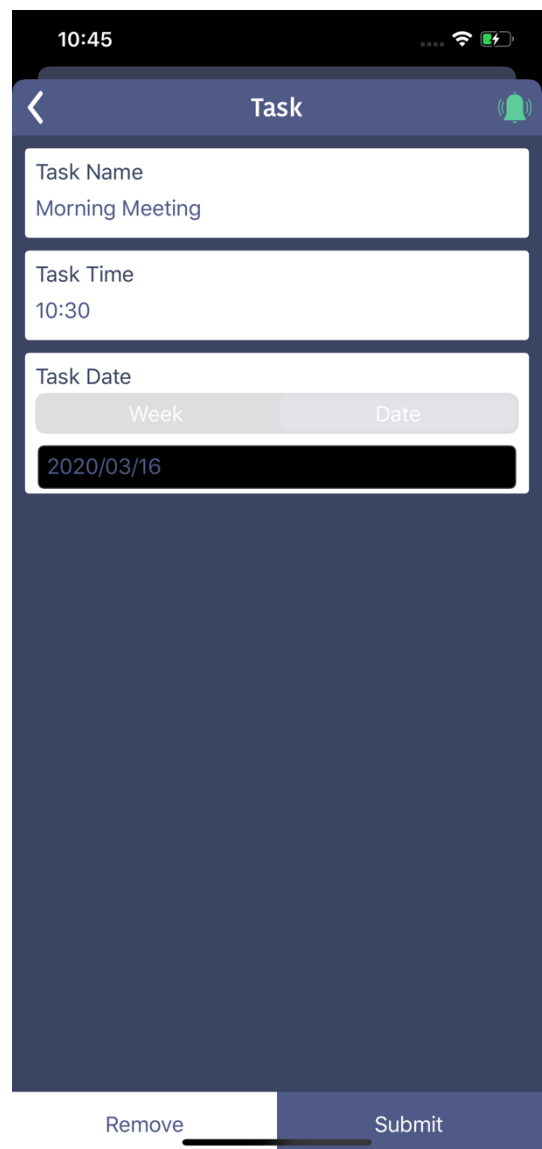 10:45
Task
Task Name
Morning Meeting
Task Time
10:30
Task Date
Week Date
2020/03/16
Remove Submit